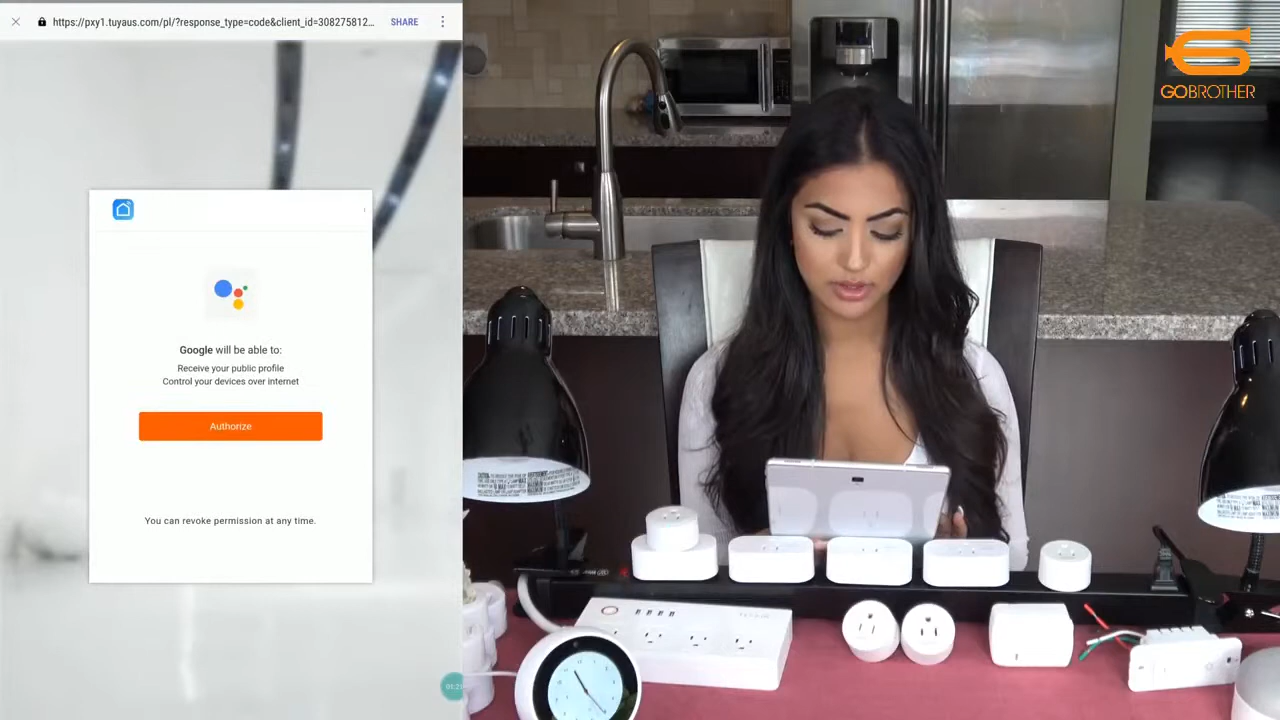 https://pxy1.tuyaus.com/pl/?response_type=code&client_id=308275812...
SHARE
GOBROTHER
Google will be able to:
Receive your public profile
Control your devices over internet
Authorize
You can revoke permission at any time.